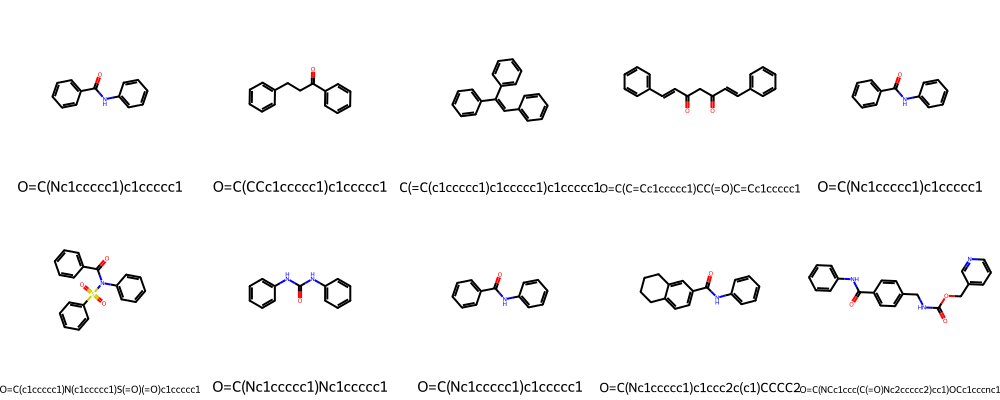 O=C(Nc1ccccc1)c1ccccc1
O=C(CCc1ccccc1)c1ccccc1
C(=C(c1ccccc1)c1ccccc1)c1ccccc1
O=C(C=Cc1ccccc1)CC(=O)C=Cc1ccccc1
O=C(Nc1ccccc1)c1ccccc1
O=C(c1ccccc1)N(c1ccccc1)S(=O)(=O)c1ccccc1
O=C(Nc1ccccc1)Nc1ccccc1
O=C(Nc1ccccc1)c1ccccc1
O=C(Nc1ccccc1)c1ccc2c(c1)CCCC2
O=C(NCc1ccc(C(=O)Nc2ccccc2)cc1)OCc1cccnc1